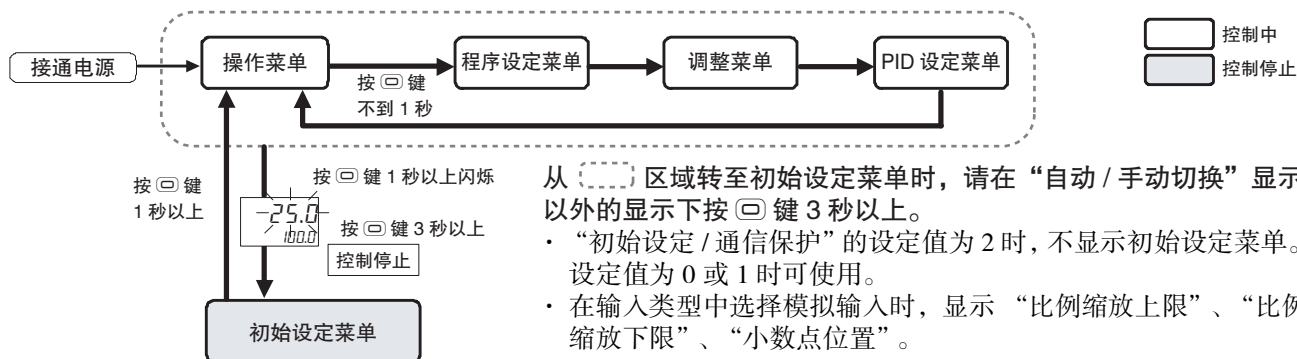 控制中
接通电源
操作菜单
程序设定菜单
调整菜单
PID 设定菜单
控制停止
按 键
不到 1 秒
按 键
1 秒以上
按 键 1 秒以上闪烁
25.0
100.0
按 键 3 秒以上
控制停止
初始设定菜单
从 区域转至初始设定菜单时，请在“自动 / 手动切换”显示
以外的显示下按 键 3 秒以上。
· “初始设定 / 通信保护”的设定值为 2 时，不显示初始设定菜单。
设定值为 0 或 1 时可使用。
· 在输入类型中选择模拟输入时，显示 “比例缩放上限”、“比例
缩放下限”、“小数点位置”。